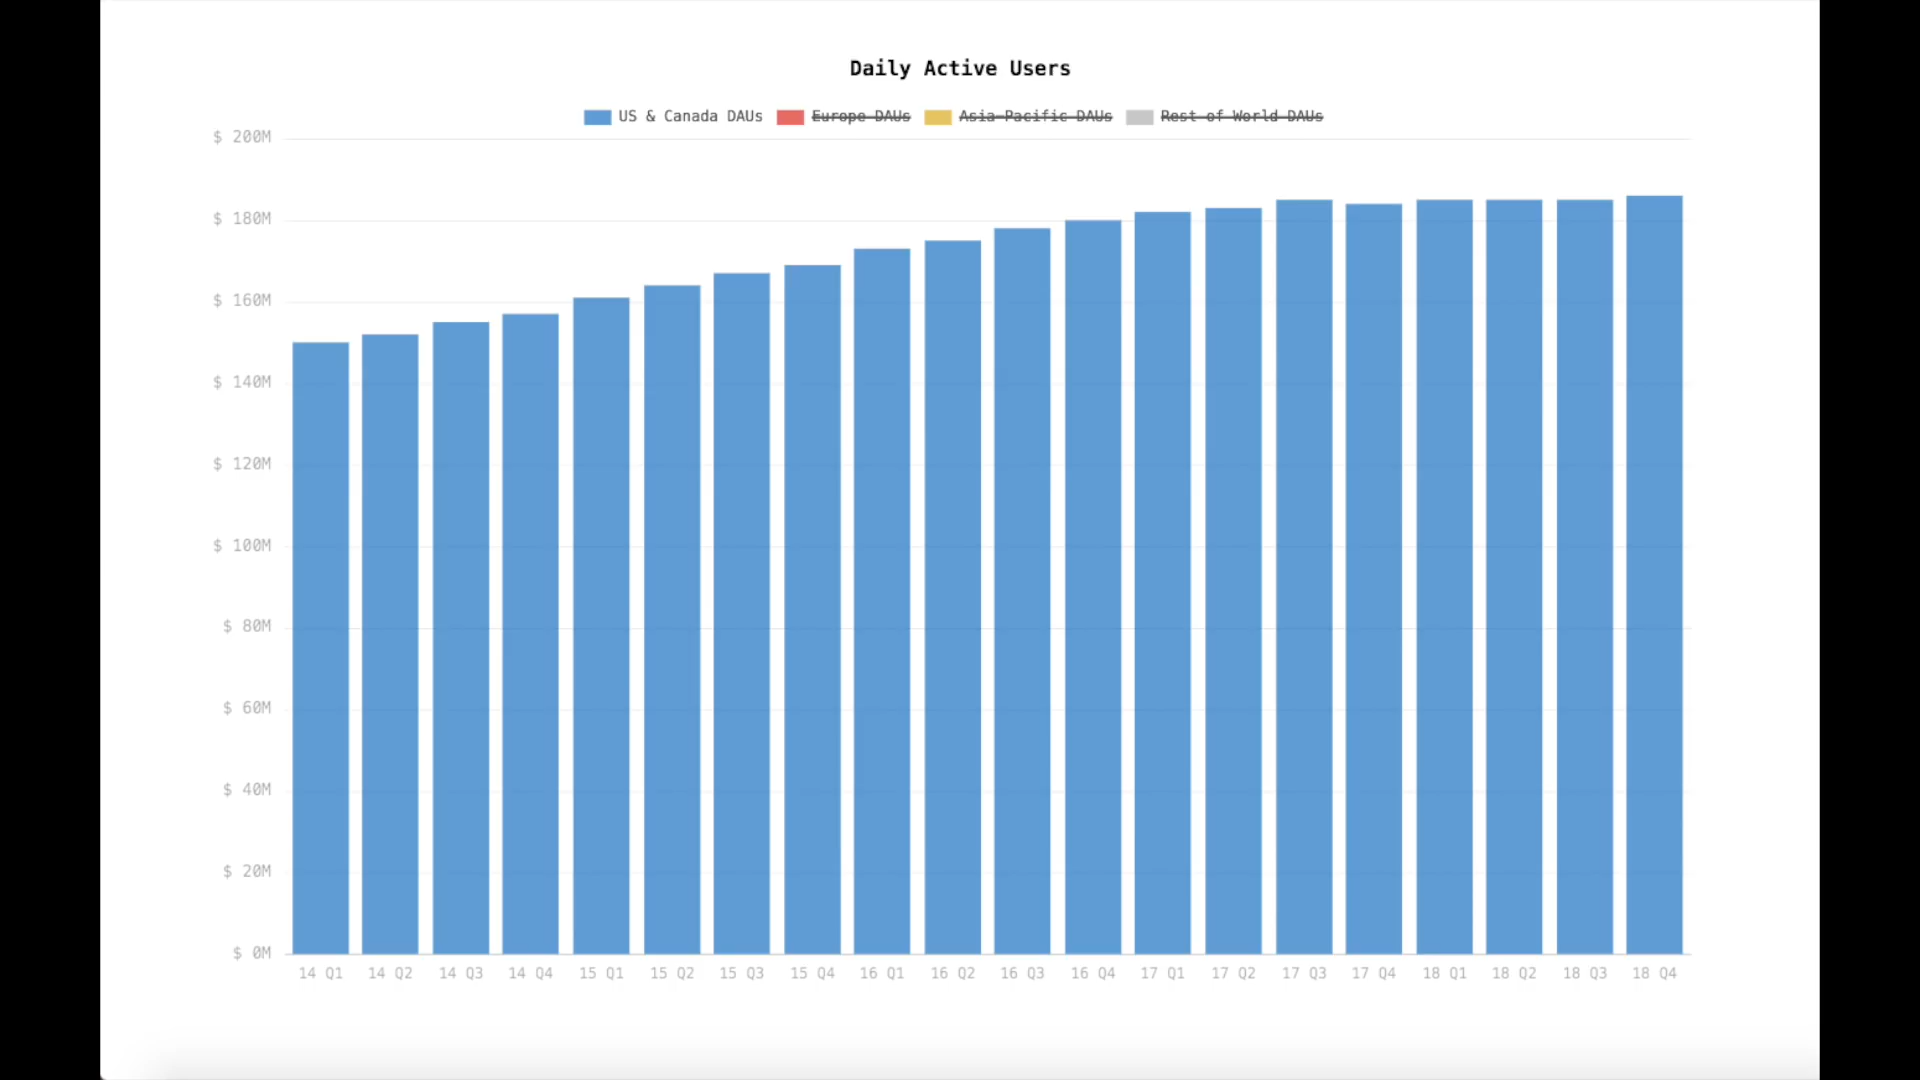 Daily Active Users
US & Canada DAUs Europe DAUs Asia-Pacific DAUs Rest of World DAUs
$ 200M
$ 180M
$ 160M
$ 140M
$ 120M
$ 100M
$ 80M
$ 60M
$ 40M
$ 20M
$ 0M
14 Q1 14 Q2 14 Q3 14 Q4 15 Q1 15 Q2 15 Q3 15 Q4 16 Q1 16 Q2 16 Q3 16 Q4 17 Q1 17 Q2 17 Q3 17 Q4 18 Q1 18 Q2 18 Q3 18 Q4